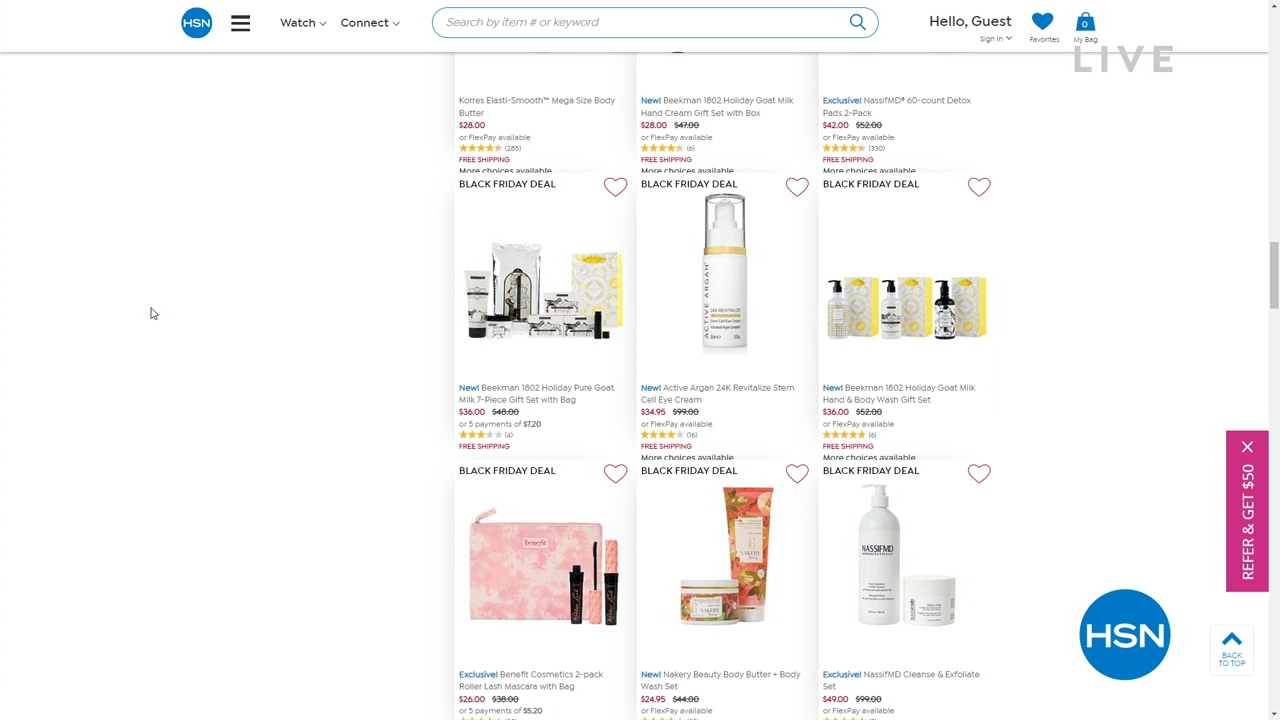 HSN
Watch
Connect
Search by item # or keyword
Hello, Guest
Sign In
Favorites
0
My Bag
LIVE
Korres Elasti-Smooth™ Mega Size Body
Butter
$28.00
or FlexPay available
(285)
FREE SHIPPING
More choices available
New! Beekman 1802 Holiday Goat Milk
Hand Cream Gift Set with Box
$28.00 $47.00
or FlexPay available
(6)
FREE SHIPPING
More choices available
Exclusive! NassifMD® 60-count Detox
Pads 2-Pack
$42.00 $52.00
or FlexPay available
(330)
FREE SHIPPING
More choices available
BLACK FRIDAY DEAL
New! Beekman 1802 Holiday Pure Goat
Milk 7-Piece Gift Set with Bag
$36.00 $48.00
or 5 payments of $7.20
(4)
FREE SHIPPING
BLACK FRIDAY DEAL
ACTIVE ARGAN
24K REVITALIZE
Stem Cell Eye Cream
New! Active Argan 24K Revitalize Stem
Cell Eye Cream
$34.95 $99.00
or FlexPay available
(16)
FREE SHIPPING
More choices available
BLACK FRIDAY DEAL
New! Beekman 1802 Holiday Goat Milk
Hand & Body Wash Gift Set
$36.00 $52.00
or FlexPay available
(6)
FREE SHIPPING
More choices available
BLACK FRIDAY DEAL
benefit
Exclusive! Benefit Cosmetics 2-pack
Roller Lash Mascara with Bag
$26.00 $38.00
or 5 payments of $5.20
BLACK FRIDAY DEAL
NAKERY
New! Nakery Beauty Body Butter + Body
Wash Set
$24.95 $44.00
or FlexPay available
BLACK FRIDAY DEAL
NASSIFMD
Exclusive! NassifMD Cleanse & Exfoliate
Set
$49.00 $99.00
or FlexPay available
REFER & GET $50
HSN
BACK
TO TOP